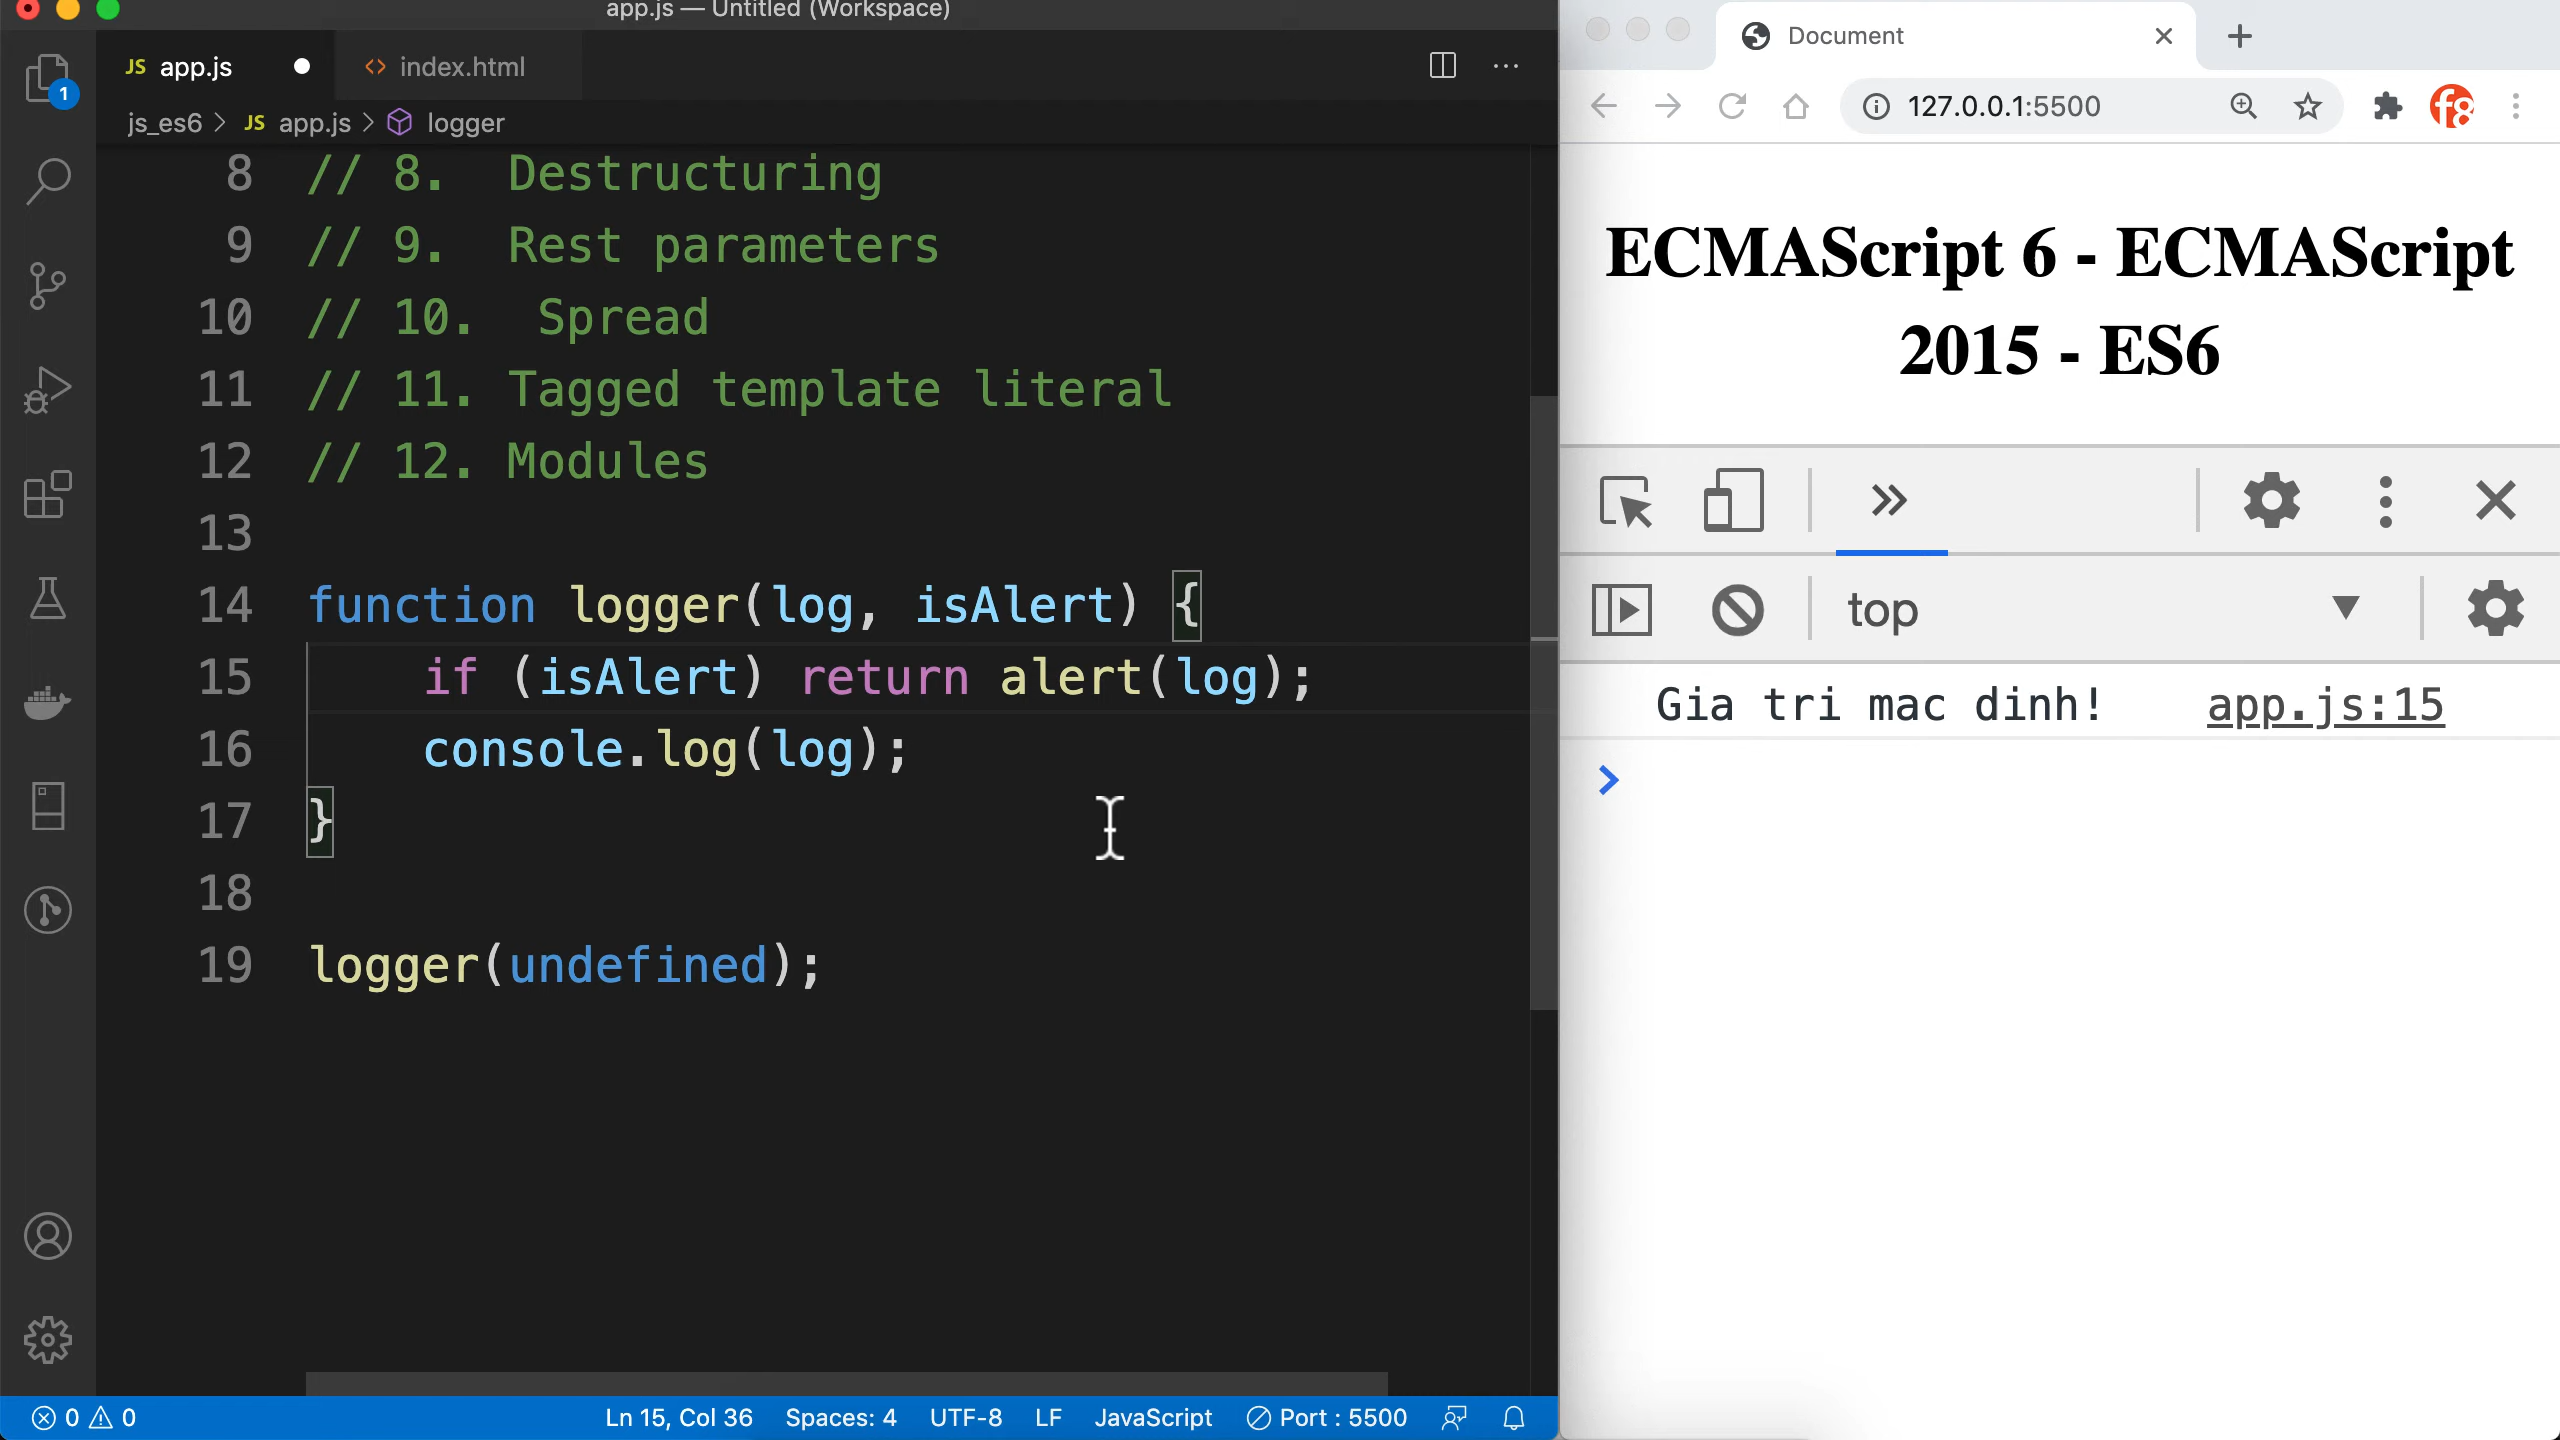 app.js — Untitled (Workspace)
JS app.js
<> index.html
1
js_es6 > JS app.js > logger
8 // 8.  Destructuring
9 // 9.  Rest parameters
10 // 10.  Spread
11 // 11. Tagged template literal
12 // 12. Modules
13
14 function logger(log, isAlert) {
15 if (isAlert) return alert(log);
16 console.log(log);
17 }
18
19 logger(undefined);
0 0 Ln 15, Col 36 Spaces: 4 UTF-8 LF JavaScript Port : 5500
Document
127.0.0.1:5500
f8
ECMAScript 6 - ECMAScript
2015 - ES6
top
Gia tri mac dinh! app.js:15